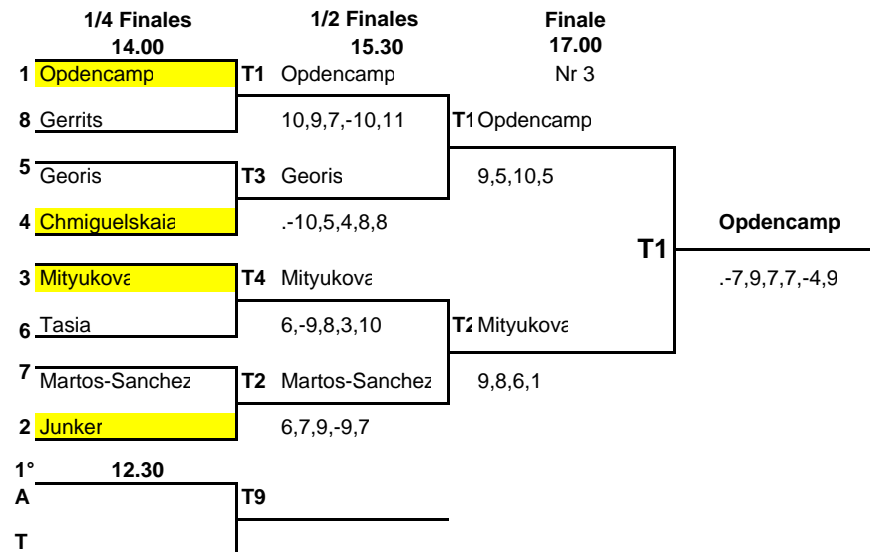 1/4 Finales 1/2 Finales Finale
14.00 15.30 17.00
1 Opdencamp T1 Opdencamp Nr 3
8 Gerrits 10,9,7,-10,11 T1 Opdencamp
5 Georis T3 Georis 9,5,10,5
4 Chmiguelskaia .-10,5,4,8,8 Opdencamp
T1
3 Mityukova T4 Mityukova .-7,9,7,7,-4,9
6 Tasia 6,-9,8,3,10 T2 Mityukova
7 Martos-Sanchez T2 Martos-Sanchez 9,8,6,1
2 Junker 6,7,9,-9,7
1° 12.30
A T9
T